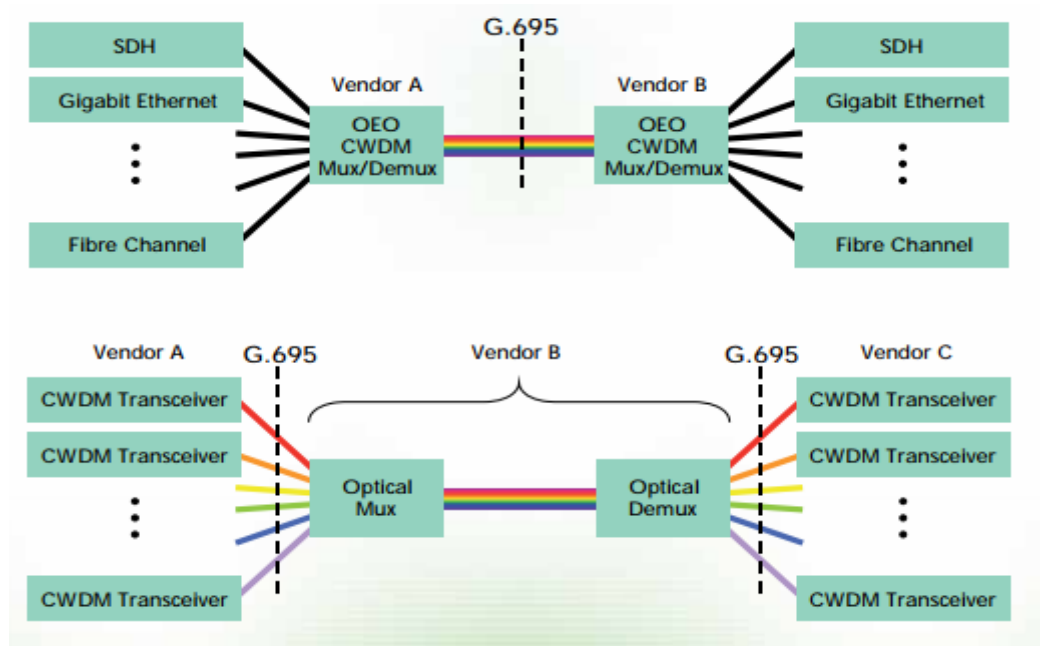 G.695
SDH
SDH
Vendor A
Vendor B
Gigabit Ethernet
Gigabit Ethernet
OEO
CWDM
Mux/Demux
OEO
CWDM
Mux/Demux
Fibre Channel
Fibre Channel
Vendor A
G.695
Vendor B
G.695
Vendor C
CWDM Transceiver
CWDM Transceiver
CWDM Transceiver
CWDM Transceiver
Optical
Mux
Optical
Demux
CWDM Transceiver
CWDM Transceiver